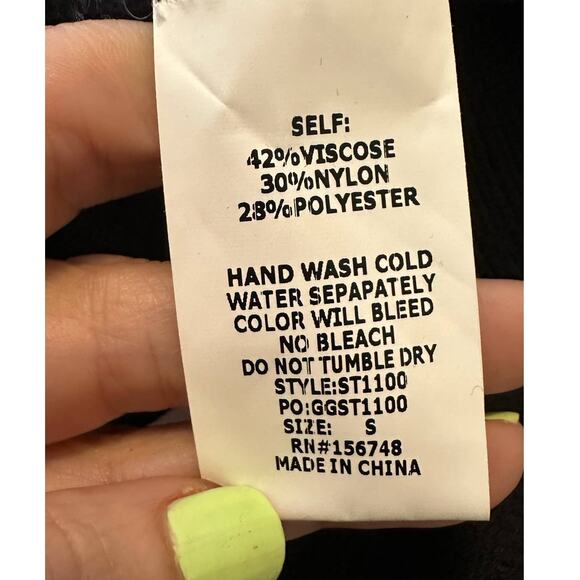 SELF:
42%VISCOSE
30%NYLON
28%POLYESTER
HAND WASH COLD
WATER SEPAPATELY
COLOR WILL BLEED
NO BLEACH
DO NOT TUMBLE DRY
STYLE:ST1100
PO:GGST1100
SIZE: S
RN#156748
MADE IN CHINA